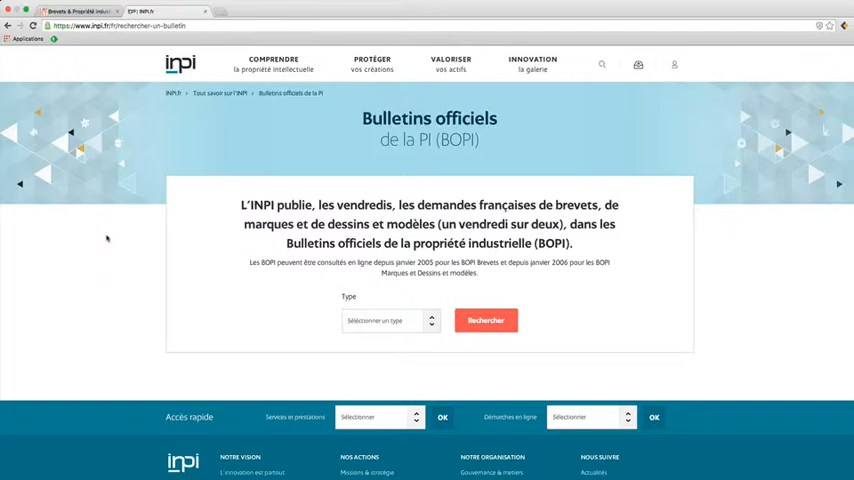 Brevets & Propriété indus
INPI.fr
https://www.inpi.fr/fr/rechercher-un-bulletin
Applications
inpi
COMPRENDRE
la propriété intellectuelle
PROTÉGER
vos créations
VALORISER
vos actifs
INNOVATION
la galerie
INPI.fr › Tout savoir sur l'INPI › Bulletins officiels de la PI
Bulletins officiels
de la PI (BOPI)
L'INPI publie, les vendredis, les demandes françaises de brevets, de
marques et de dessins et modèles (un vendredi sur deux), dans les
Bulletins officiels de la propriété industrielle (BOPI).
Les BOPI peuvent être consultés en ligne depuis janvier 2005 pour les BOPI Brevets et depuis janvier 2006 pour les BOPI
Marques et Dessins et modèles.
Type
Séléctionner un type
Rechercher
Accès rapide
Services et prestations
Sélectionner
OK
Démarches en ligne
Sélectionner
OK
inpi
NOTRE VISION
L'innovation est partout
NOS ACTIONS
Missions & stratégie
NOTRE ORGANISATION
Gouvernance & metiers
NOUS SUIVRE
Actualités